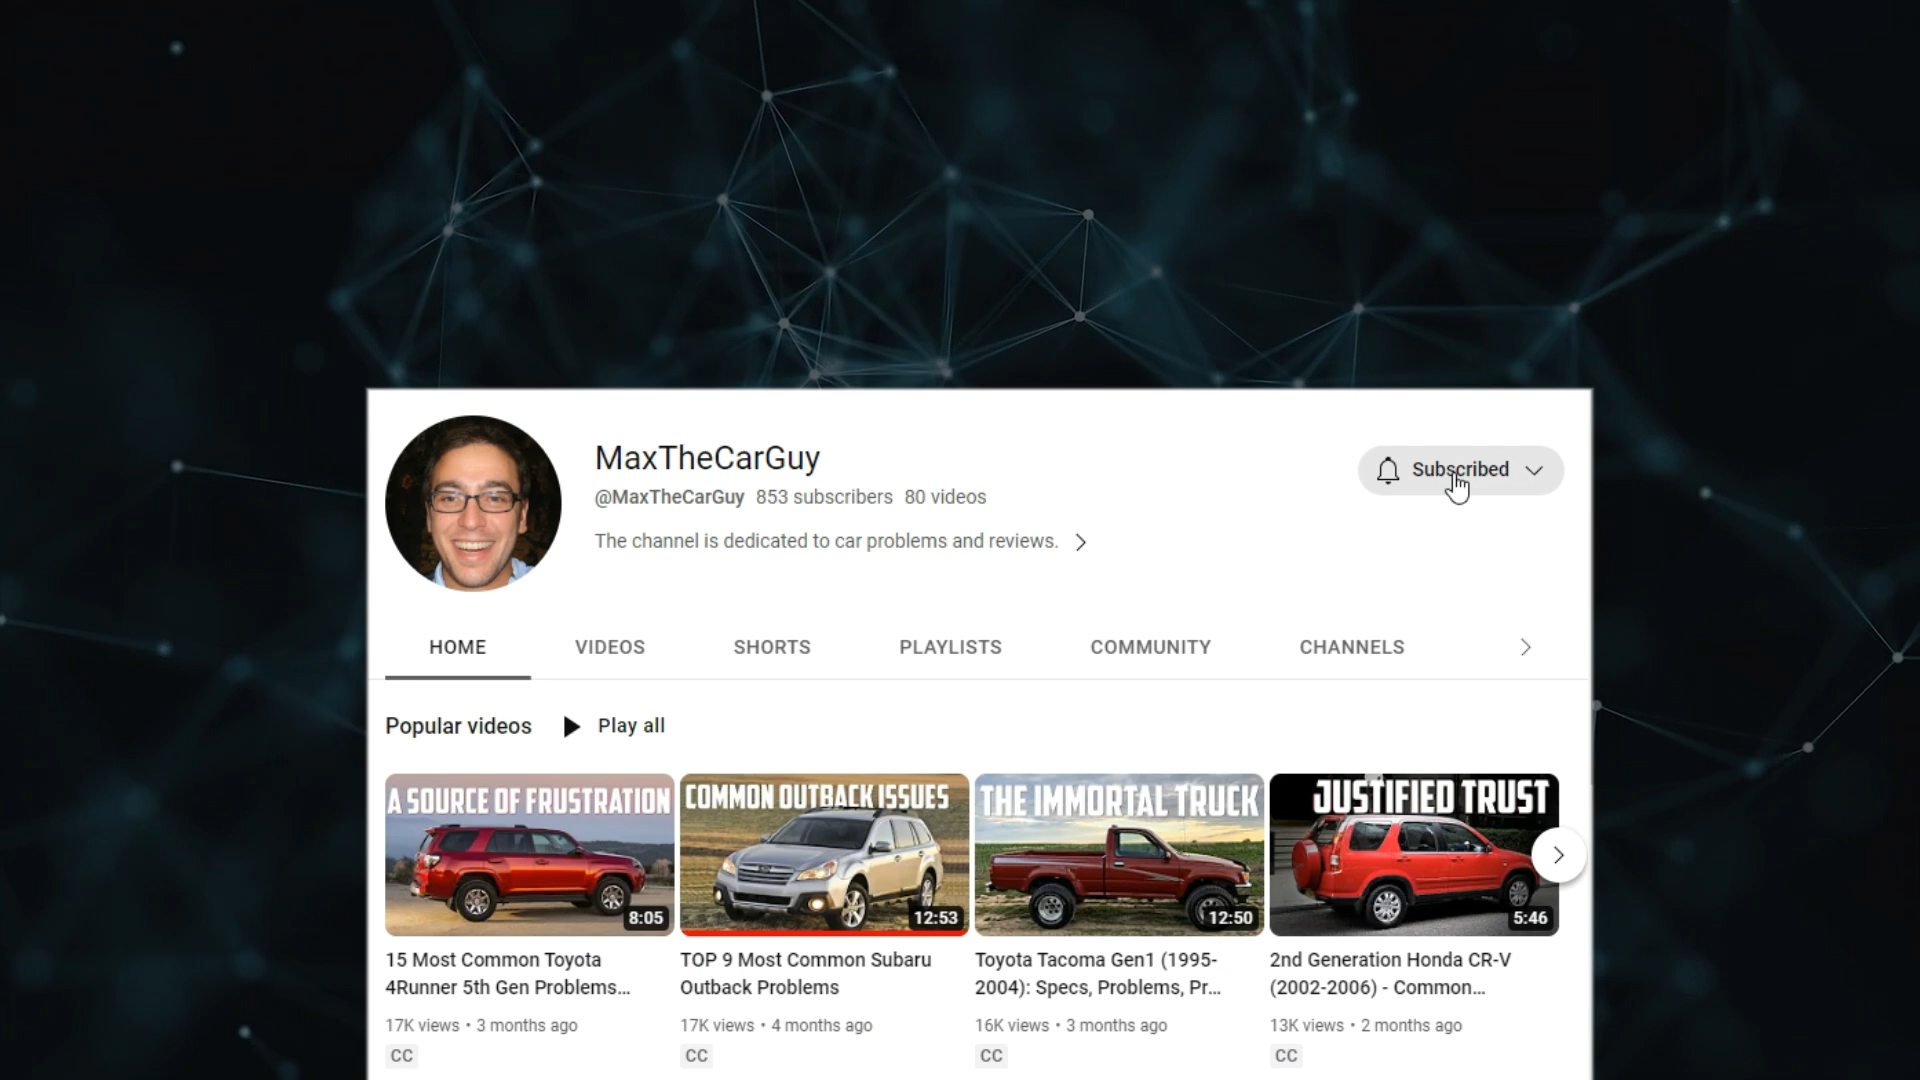 MaxTheCarGuy
@MaxTheCarGuy 853 subscribers 80 videos
Subscribed
The channel is dedicated to car problems and reviews.
HOME VIDEOS SHORTS PLAYLISTS COMMUNITY CHANNELS
Popular videos Play all
A SOURCE OF FRUSTRATION
8:05
15 Most Common Toyota
4Runner 5th Gen Problems...
17K views • 3 months ago
CC
COMMON OUTBACK ISSUES
12:53
TOP 9 Most Common Subaru
Outback Problems
17K views • 4 months ago
CC
THE IMMORTAL TRUCK
12:50
Toyota Tacoma Gen1 (1995-
2004): Specs, Problems, Pr...
16K views • 3 months ago
CC
JUSTIFIED TRUST
5:46
2nd Generation Honda CR-V
(2002-2006) - Common...
13K views • 2 months ago
CC